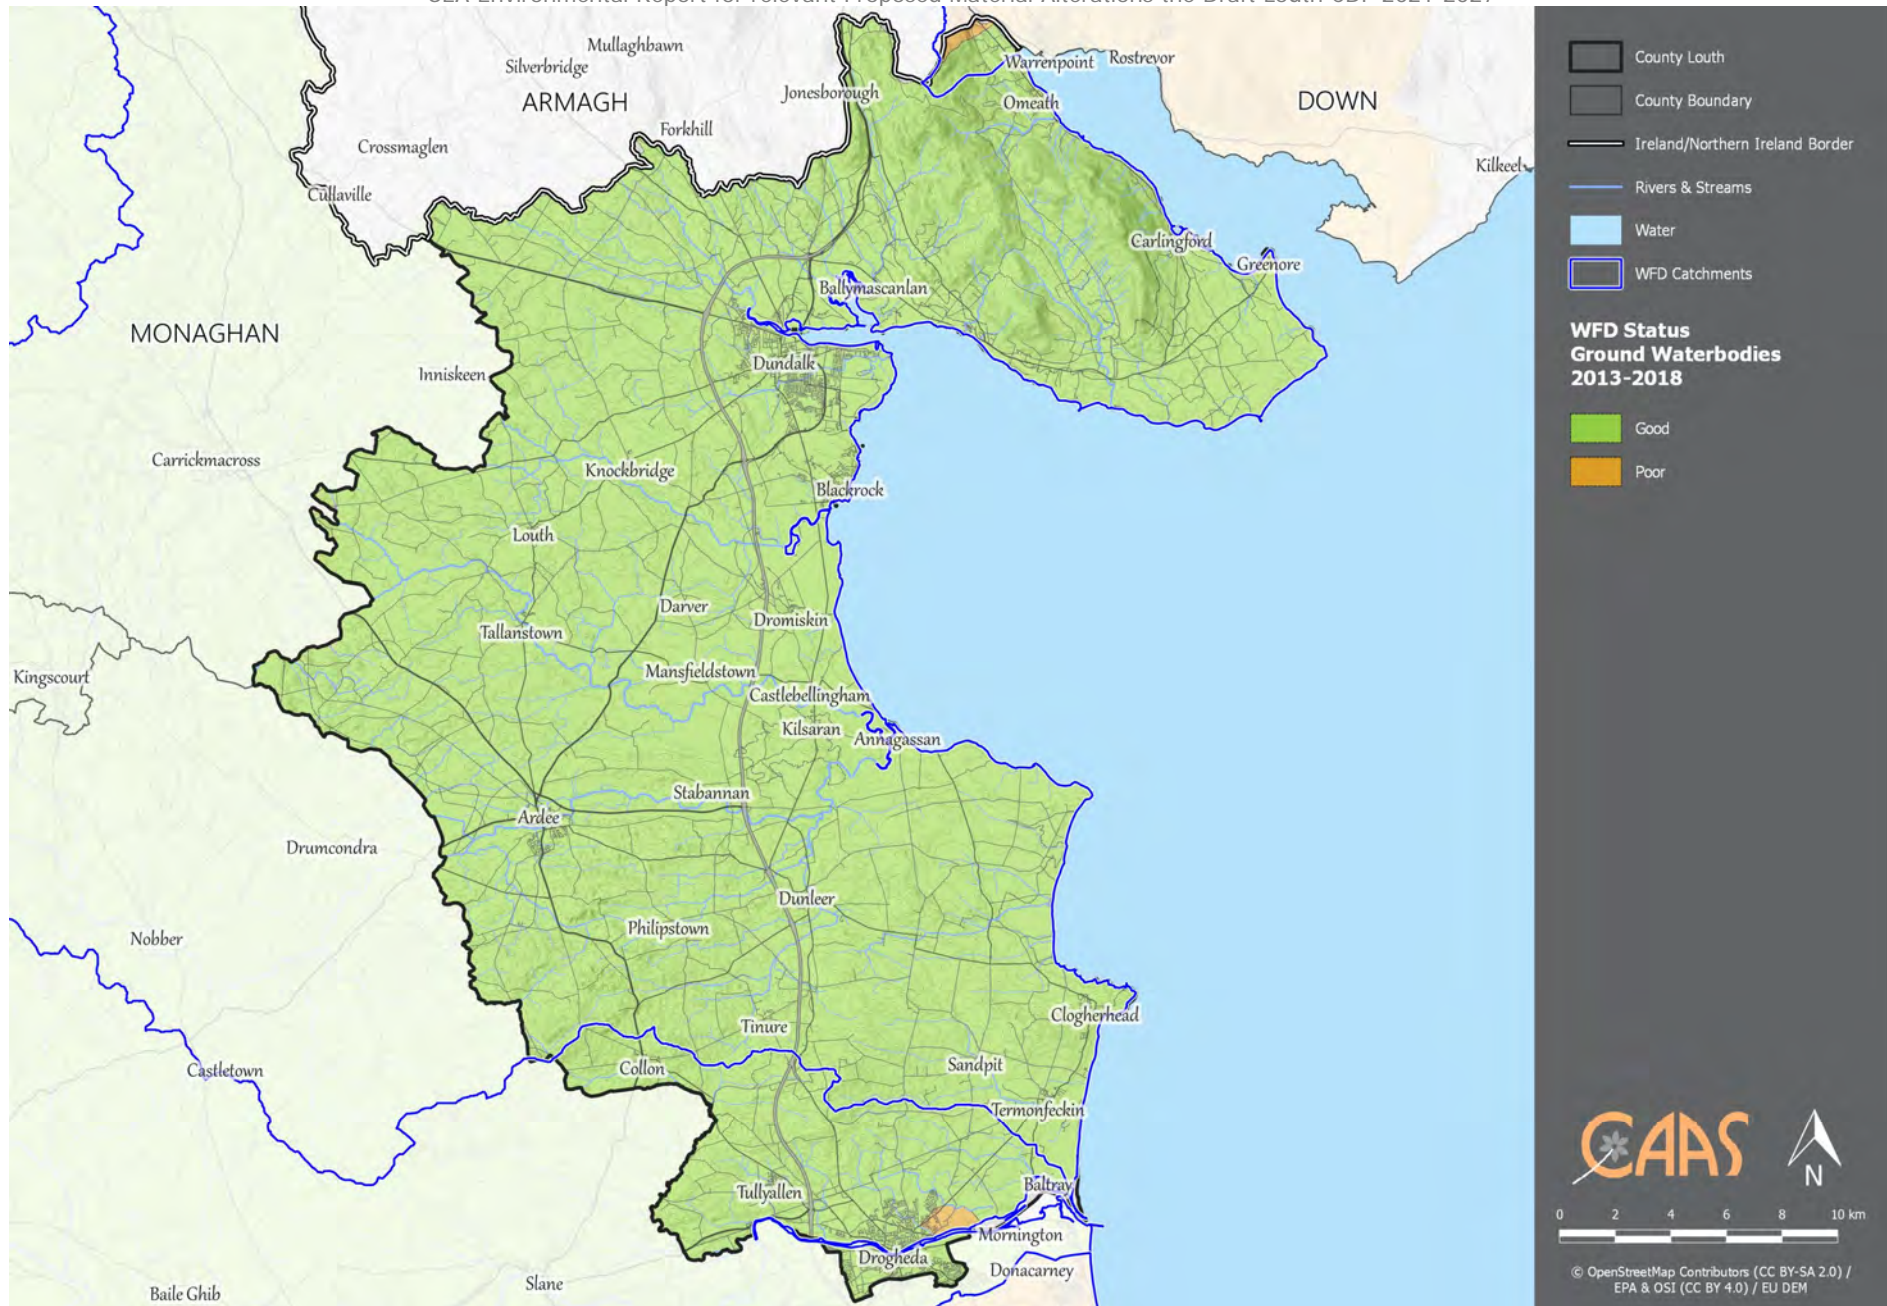 Mullaghbawn
Silverbridge
ARMAGH
Jonesborough
Forkhill
Crossmaglen
Cullaville
Warrenpoint
Rostrevor
Omeath
DOWN
Kilkeel
Carlingford
Greenore
Ballymascanlan
MONAGHAN
Inniskeen
Dundalk
Carrickmacross
Knockbridge
Blackrock
Louth
Darver
Dromiskin
Tallanstown
Mansfieldstown
Kingscourt
Castlebellingham
Kilsaran
Annagassan
Stabannan
Ardee
Drumcondra
Dunleer
Philipstown
Nobber
Clogherhead
Tinure
Castletown
Collon
Sandpit
Termonfeckin
Tullyallen
Baltray
Mornington
Drogheda
Donacarney
Slane
Baile Ghib
County Louth
County Boundary
Ireland/Northern Ireland Border
Rivers & Streams
Water
WFD Catchments
WFD Status
Ground Waterbodies
2013-2018
Good
Poor
CAAS
N
0 2 4 6 8 10 km
© OpenStreetMap Contributors (CC BY-SA 2.0) /
EPA & OSI (CC BY 4.0) / EU DEM